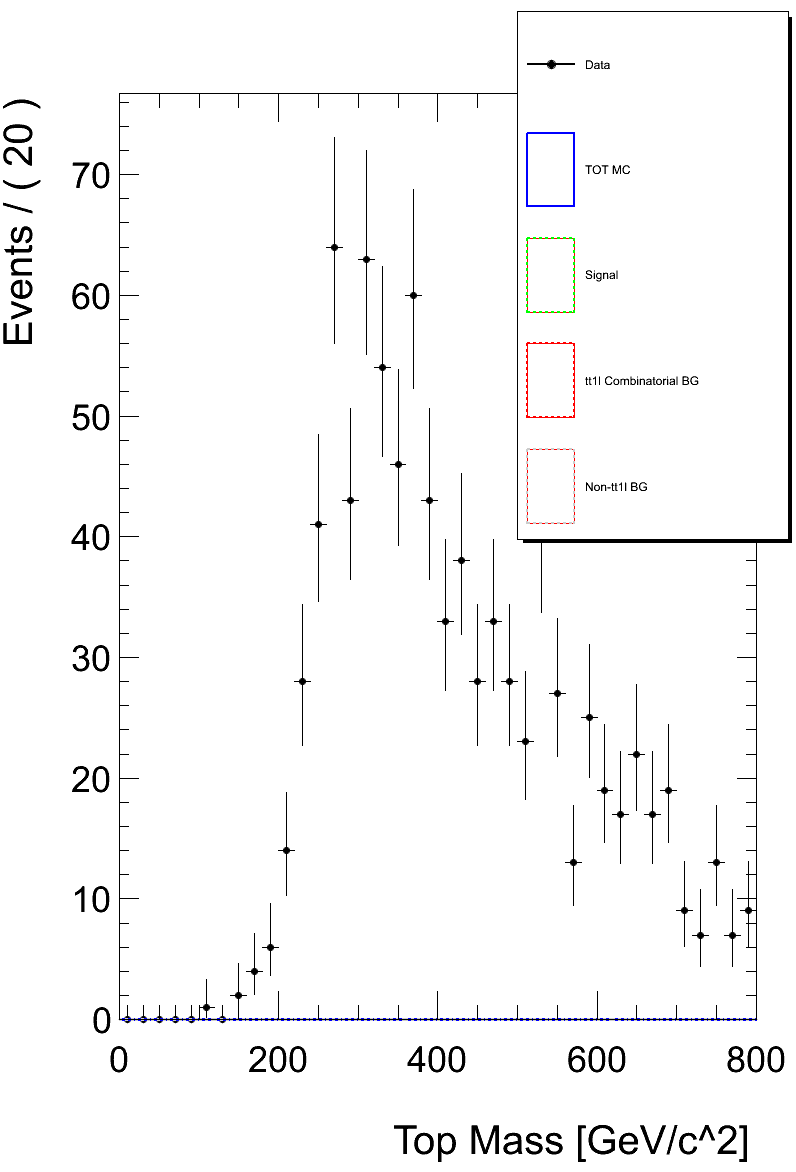 Data
TOT MC
Signal
tt1l Combinatorial BG
Non-tt1l BG
Events / ( 20 )
70
60
50
40
30
20
10
0
0 200 400 600 800
Top Mass [GeV/c^2]